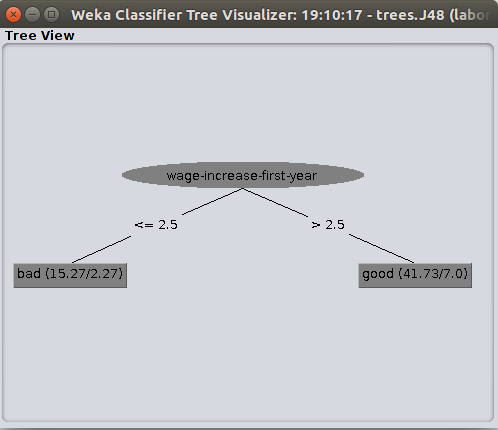 Weka Classifier Tree Visualizer: 19:10:17 - trees.J48 (labor
Tree View
wage-increase-first-year
<= 2.5
> 2.5
bad (15.27/2.27)
good (41.73/7.0)